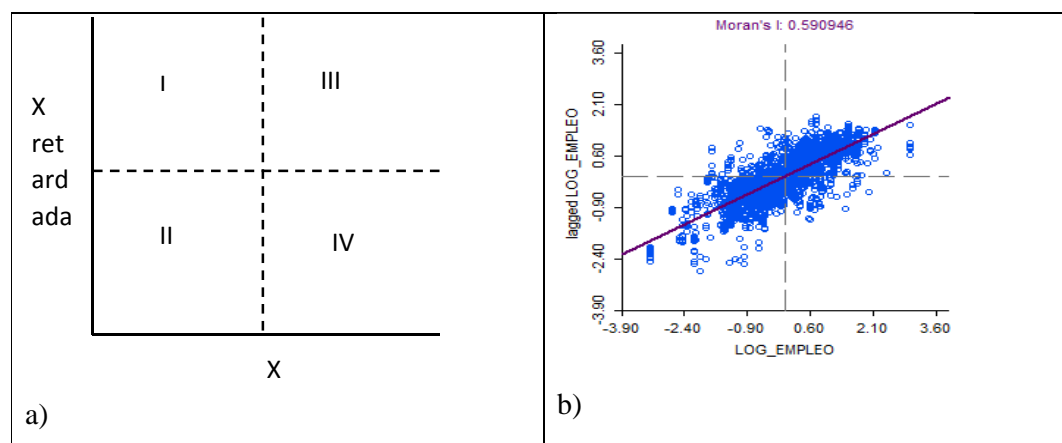 I
III
X
ret
ard
ada
II
IV
X
a)
Moran's I: 0.590946
3.60
2.10
0.60
-0.90
-2.40
-3.90
lagged LOG_EMPLEO
-3.90 -2.40 -0.90 0.60 2.10 3.60
LOG_EMPLEO
b)